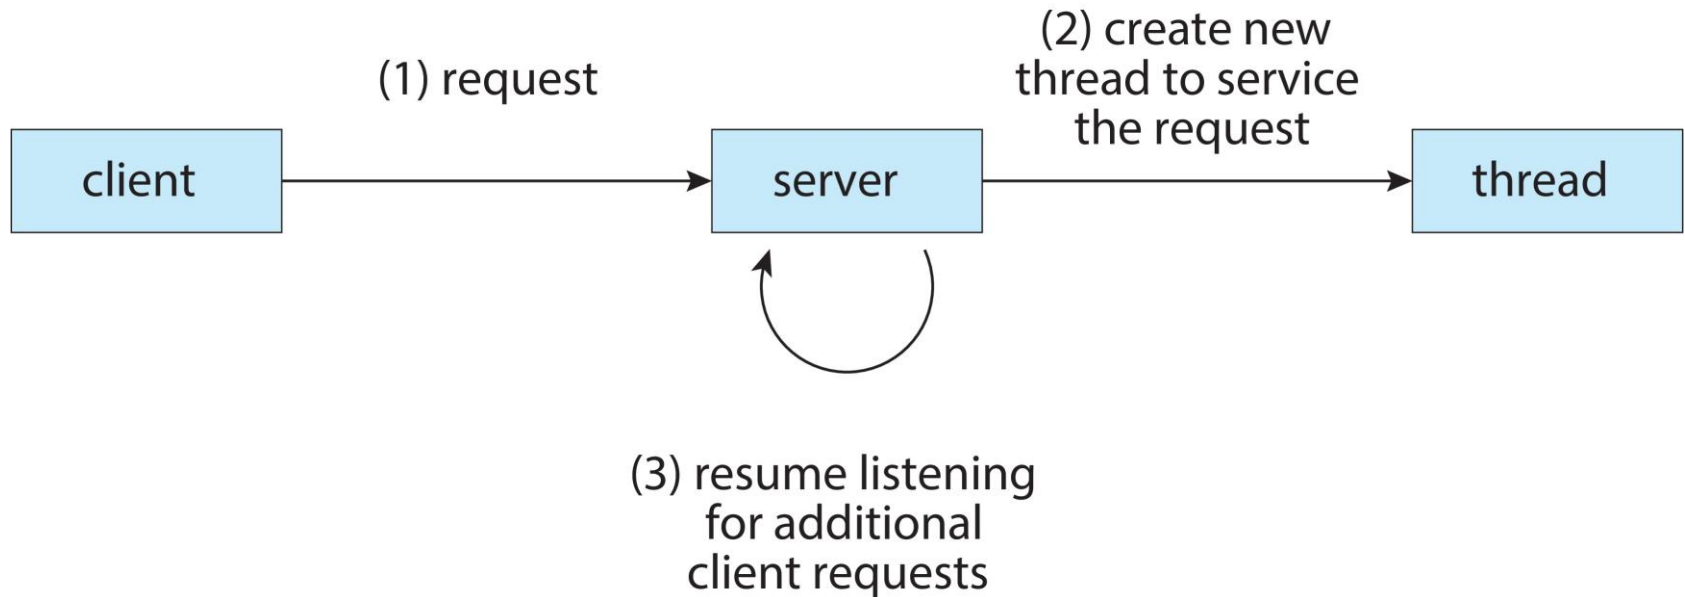 (1) request
(2) create new
thread to service
the request
client
server
thread
(3) resume listening
for additional
client requests